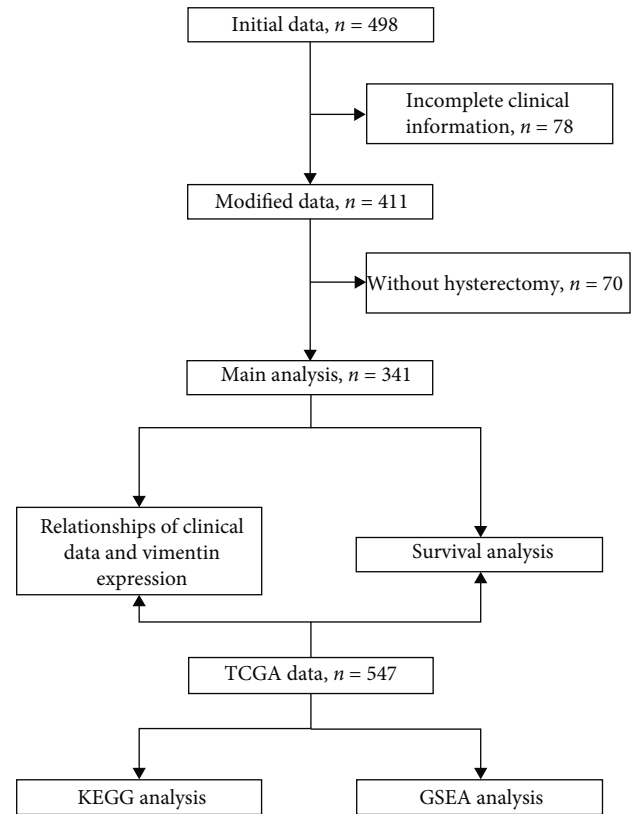 Initial data, n = 498
Incomplete clinical
information, n = 78
Modified data, n = 411
Without hysterectomy, n = 70
Main analysis, n = 341
Relationships of clinical
data and vimentin
expression
Survival analysis
TCGA data, n = 547
KEGG analysis
GSEA analysis